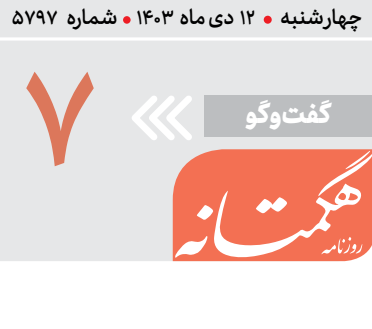 چهارشنبه • ۱۲ دی ماه ۱۴۰۳ • شماره ۵۷۹۷
گفت‌وگو
۷
روزنامه
هگمتانه